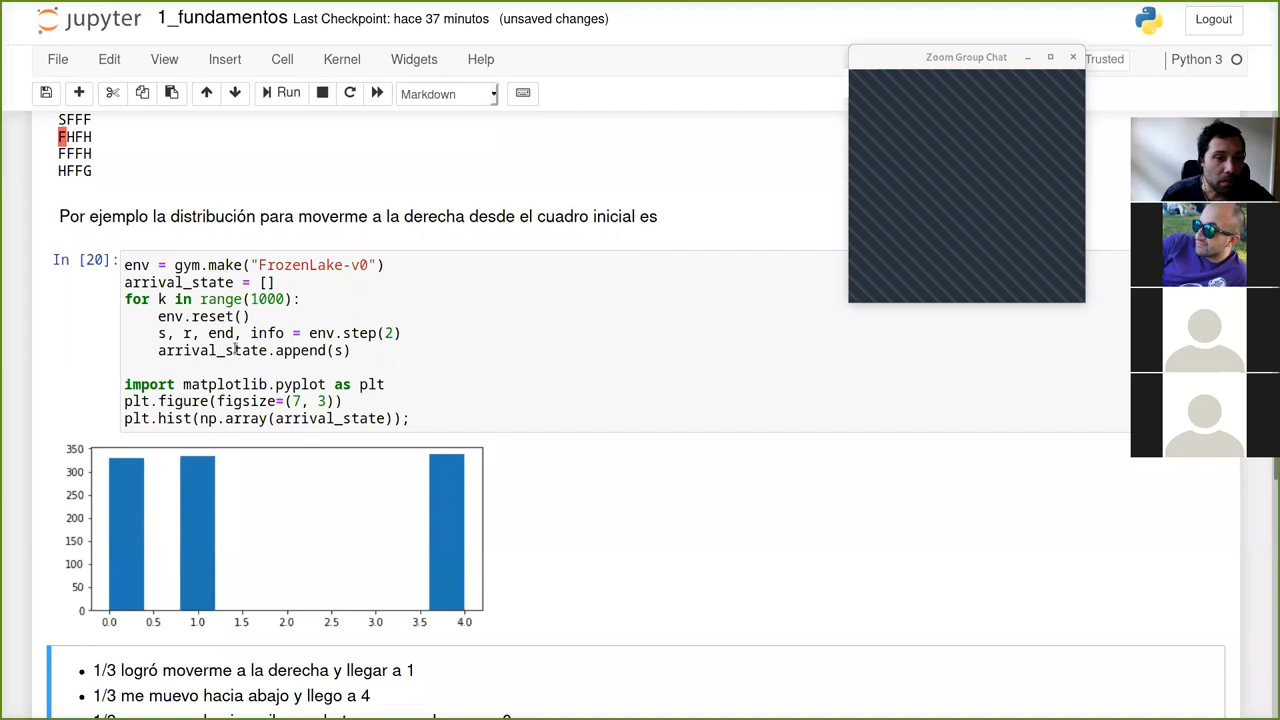 jupyter 1_fundamentos Last Checkpoint: hace 37 minutos (unsaved changes) Logout
File Edit View Insert Cell Kernel Widgets Help Trusted Python 3
Run Markdown
Zoom Group Chat
SFFF
FHFH
FFFH
HFFG
Por ejemplo la distribución para moverme a la derecha desde el cuadro inicial es
In [20]:
env = gym.make("FrozenLake-v0")
arrival_state = []
for k in range(1000):
env.reset()
s, r, end, info = env.step(2)
arrival_state.append(s)
import matplotlib.pyplot as plt
plt.figure(figsize=(7, 3))
plt.hist(np.array(arrival_state));
350
300
250
200
150
100
50
0
0.0 0.5 1.0 1.5 2.0 2.5 3.0 3.5 4.0
• 1/3 logró moverme a la derecha y llegar a 1
• 1/3 me muevo hacia abajo y llego a 4